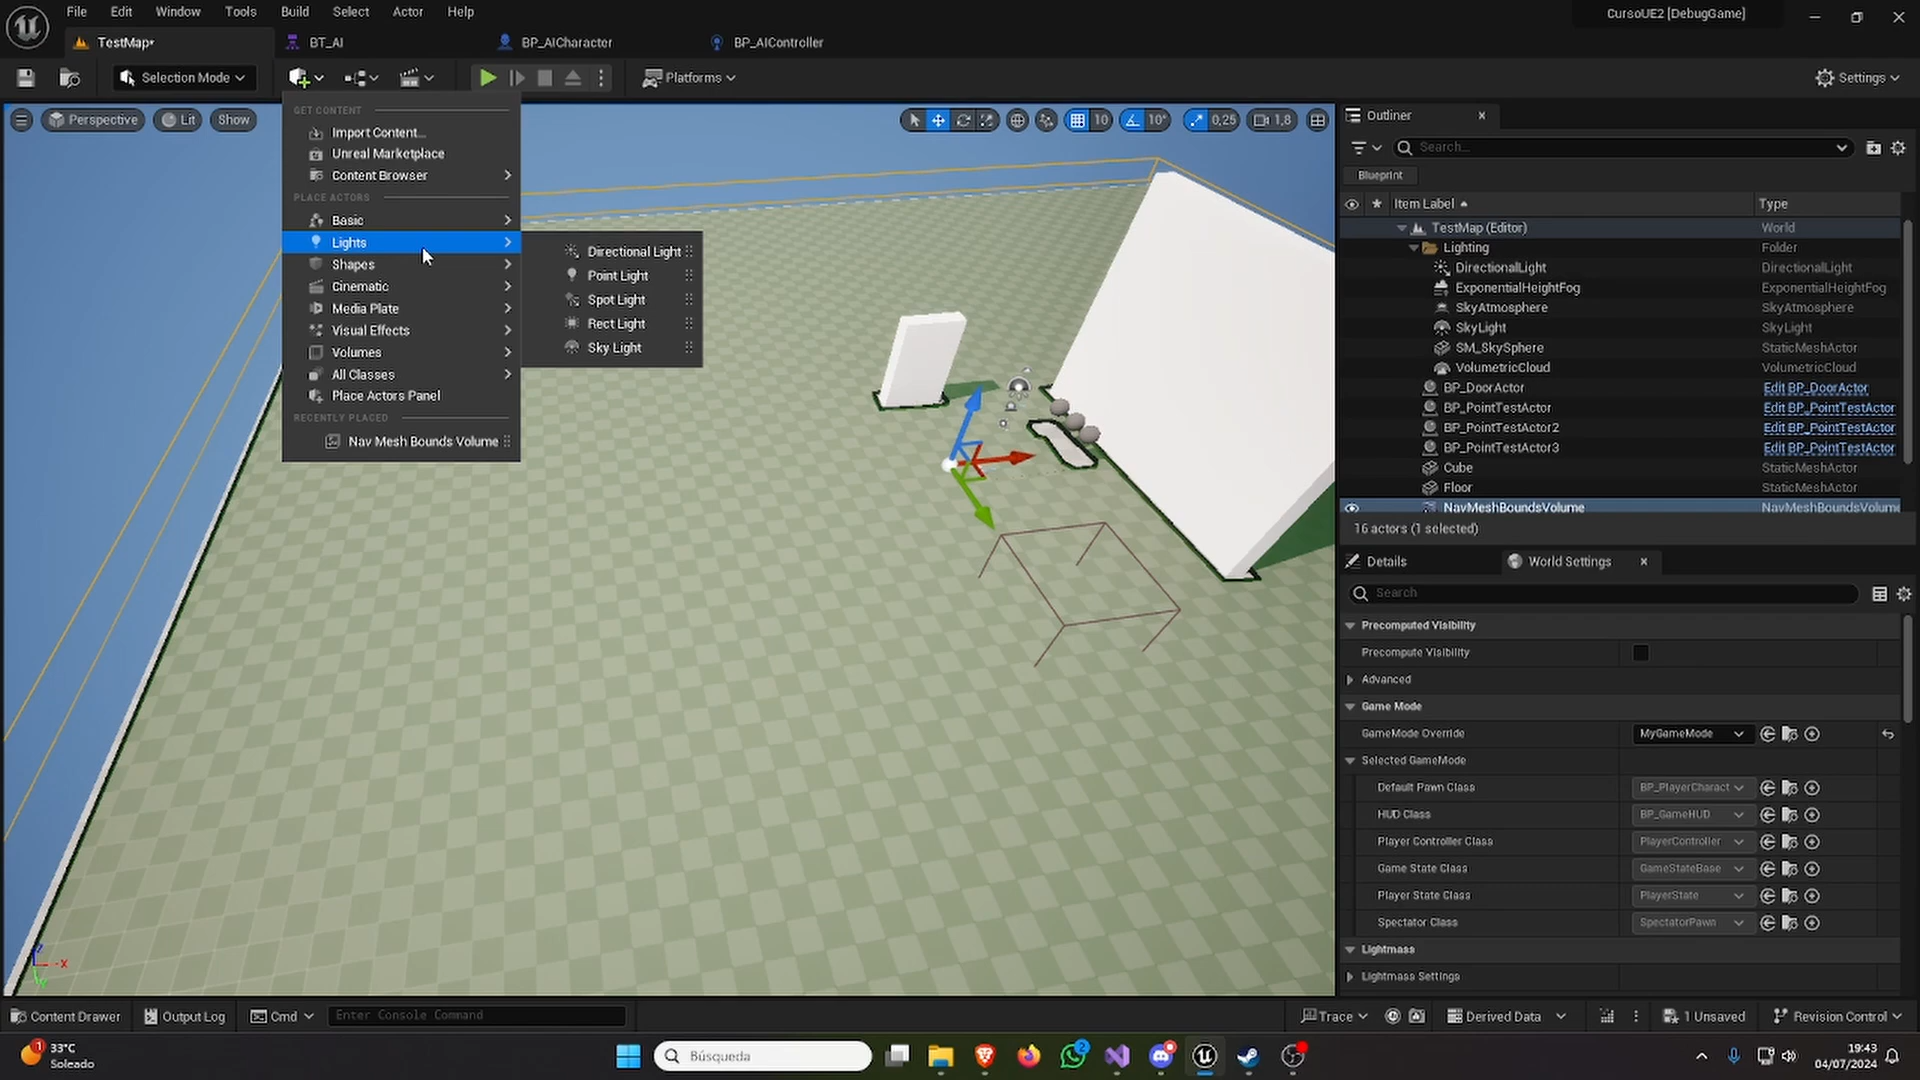 File Edit Window Tools Build Select Actor Help
CursoUE2 [DebugGame]
TestMap*
BT_AI
BP_AICharacter
BP_AIController
Selection Mode
Platforms
Settings
Perspective
Lit
Show
10
10°
0,25
1,8
GET CONTENT
Import Content...
Unreal Marketplace
Content Browser
PLACE ACTORS
Basic
Lights
Shapes
Cinematic
Media Plate
Visual Effects
Volumes
All Classes
Place Actors Panel
RECENTLY PLACED
Nav Mesh Bounds Volume
Directional Light
Point Light
Spot Light
Rect Light
Sky Light
Outliner
Search...
Blueprint
Item Label Type
TestMap (Editor) World
Lighting Folder
DirectionalLight DirectionalLight
ExponentialHeightFog ExponentialHeightFog
SkyAtmosphere SkyAtmosphere
SkyLight SkyLight
SM_SkySphere StaticMeshActor
VolumetricCloud VolumetricCloud
BP_DoorActor Edit BP_DoorActor
BP_PointTestActor Edit BP_PointTestActor
BP_PointTestActor2 Edit BP_PointTestActor
BP_PointTestActor3 Edit BP_PointTestActor
Cube StaticMeshActor
Floor StaticMeshActor
NavMeshBoundsVolume NavMeshBoundsVolume
16 actors (1 selected)
Details
World Settings
Search
Precomputed Visibility
Precompute Visibility
Advanced
Game Mode
GameMode Override MyGameMode
Selected GameMode
Default Pawn Class BP_PlayerCharact
HUD Class BP_GameHUD
Player Controller Class PlayerController
Game State Class GameStateBase
Player State Class PlayerState
Spectator Class SpectatorPawn
Lightmass
Lightmass Settings
Z
-X
Y
Content Drawer
Output Log
Cmd
Enter Console Command
Trace
Derived Data
1 Unsaved
Revision Control
1
33°C
Soleado
Búsqueda
2
19:43
04/07/2024